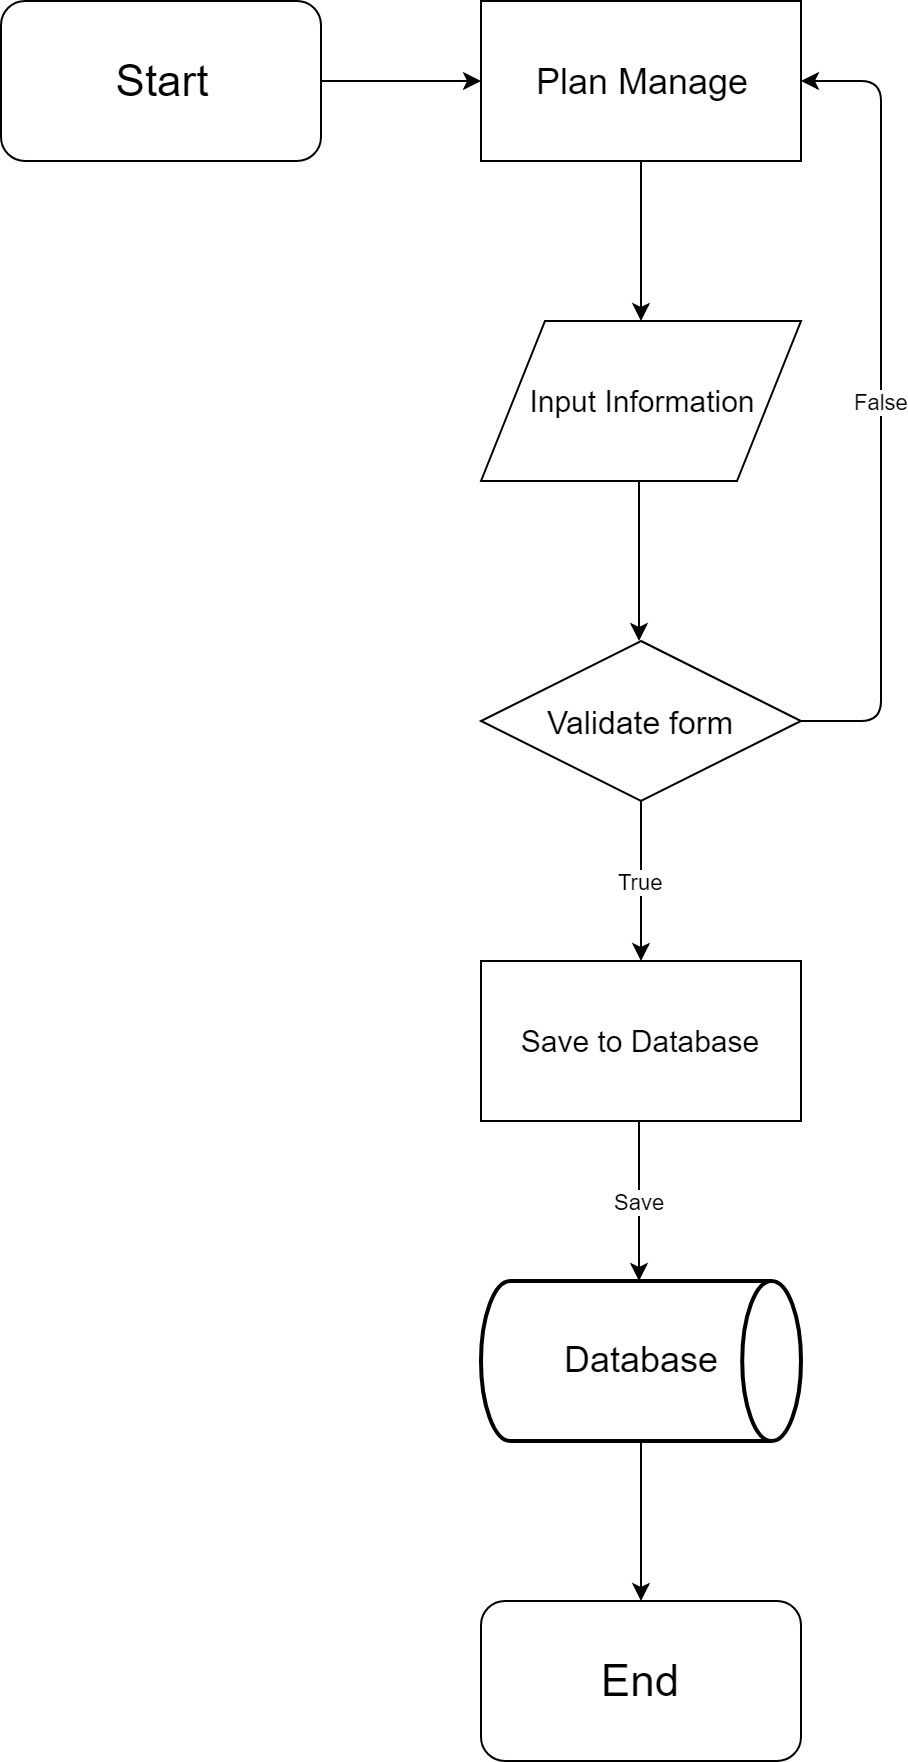 Start
Plan Manage
Input Information
False
Validate form
True
Save to Database
Save
Database
End